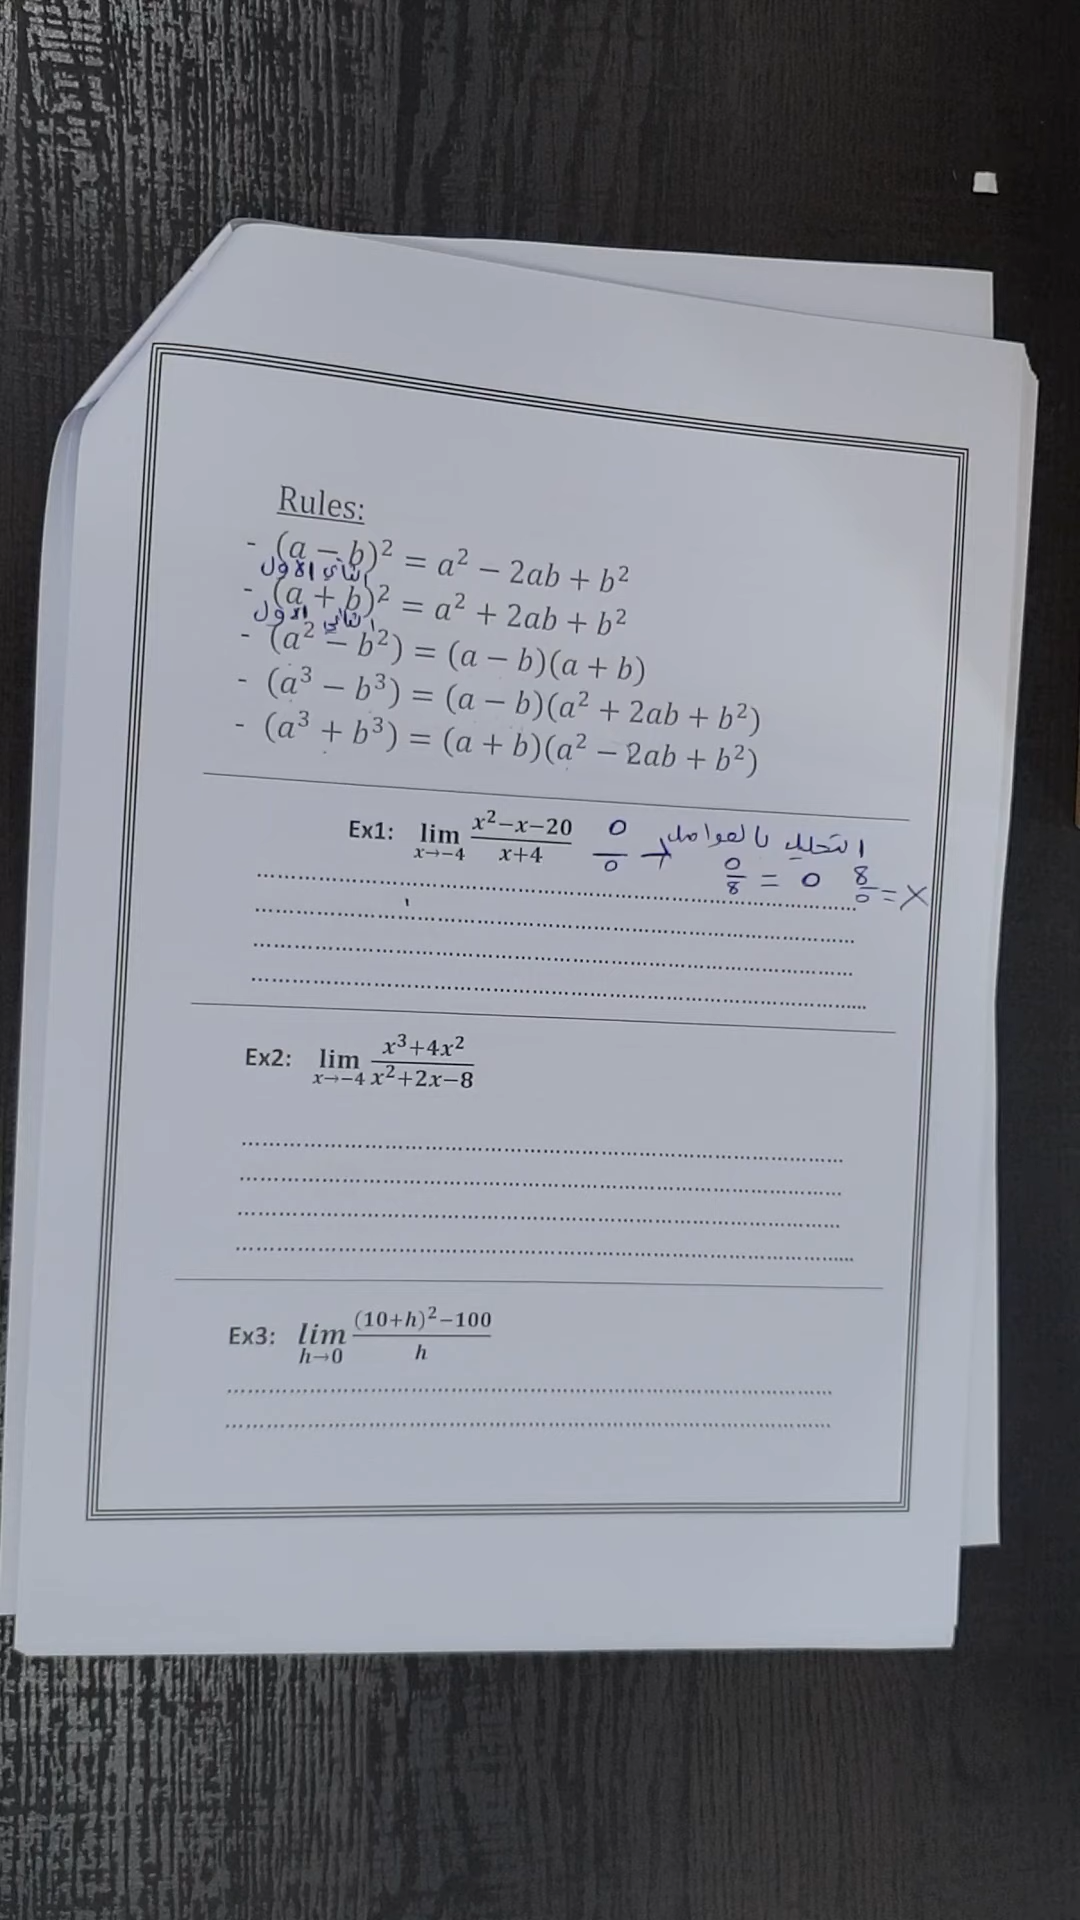 Rules:
- (a − b)² = a² − 2ab + b²
الأول الثاني
- (a + b)² = a² + 2ab + b²
الأول الثاني
- (a² − b²) = (a − b)(a + b)
- (a³ − b³) = (a − b)(a² + 2ab + b²)
- (a³ + b³) = (a + b)(a² − 2ab + b²)
Ex1: lim x→−4 (x²−x−20)/(x+4) 0/0 → التحليل بالعوامل
0/8 = 0 8/0 = X
Ex2: lim x→−4 (x³+4x²)/(x²+2x−8)
Ex3: lim h→0 ((10+h)²−100)/h